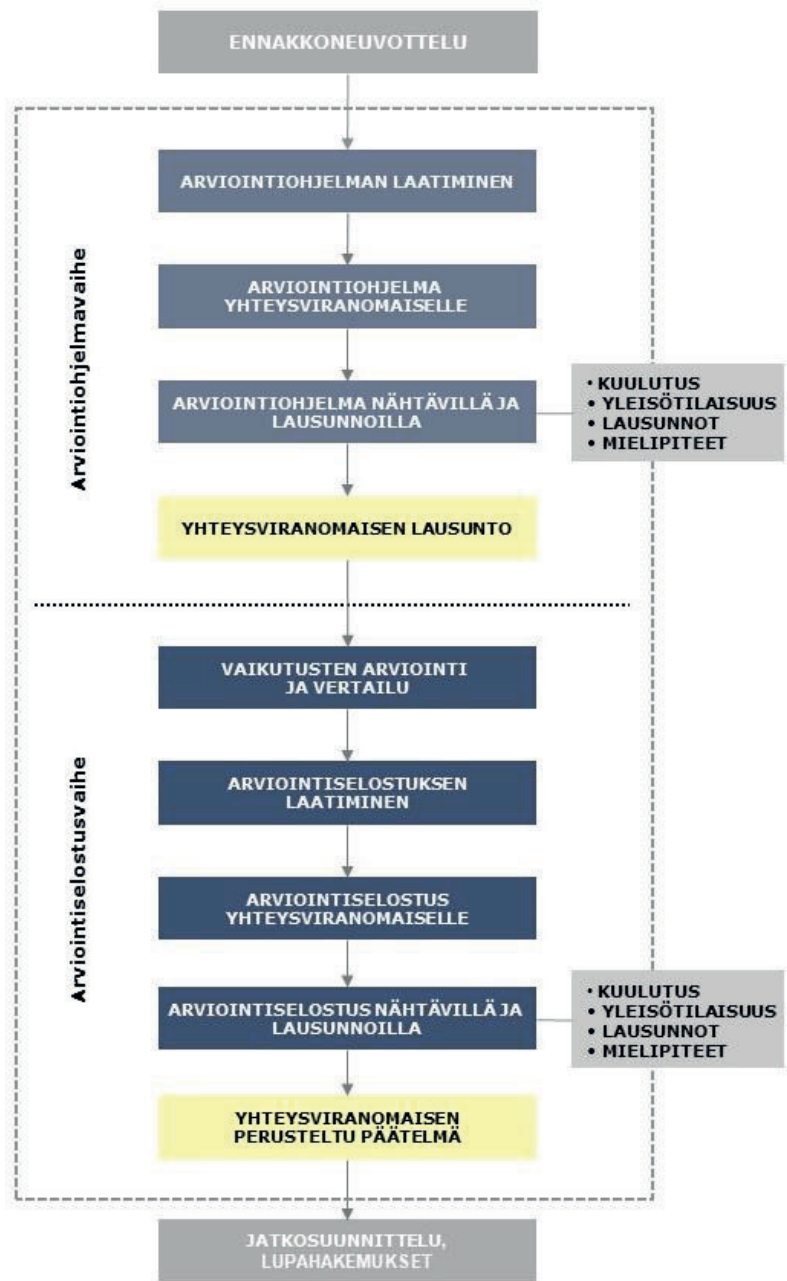 ENNAKKONEUVOTTELU
ARVIOINTIOHJELMAN LAATIMINEN
Arviointiohjelmavaihe
ARVIOINTIOHJELMA
YHTEYSVIRANOMAISELLE
ARVIOINTIOHJELMA NÄHTÄVILLÄ JA
LAUSUNNOILLA
• KUULUTUS
• YLEISÖTILAISUUS
• LAUSUNNOT
• MIELIPITEET
YHTEYSVIRANOMAISEN LAUSUNTO
VAIKUTUSTEN ARVIOINTI
JA VERTAILU
Arviointiselostusvaihe
ARVIOINTISELOSTUKSEN
LAATIMINEN
ARVIOINTISELOSTUS
YHTEYSVIRANOMAISELLE
ARVIOINTISELOSTUS NÄHTÄVILLÄ JA
LAUSUNNOILLA
• KUULUTUS
• YLEISÖTILAISUUS
• LAUSUNNOT
• MIELIPITEET
YHTEYSVIRANOMAISEN
PERUSTELTU PÄÄTELMÄ
JATKOSUUNNITTELU,
LUPAHAKEMUKSET